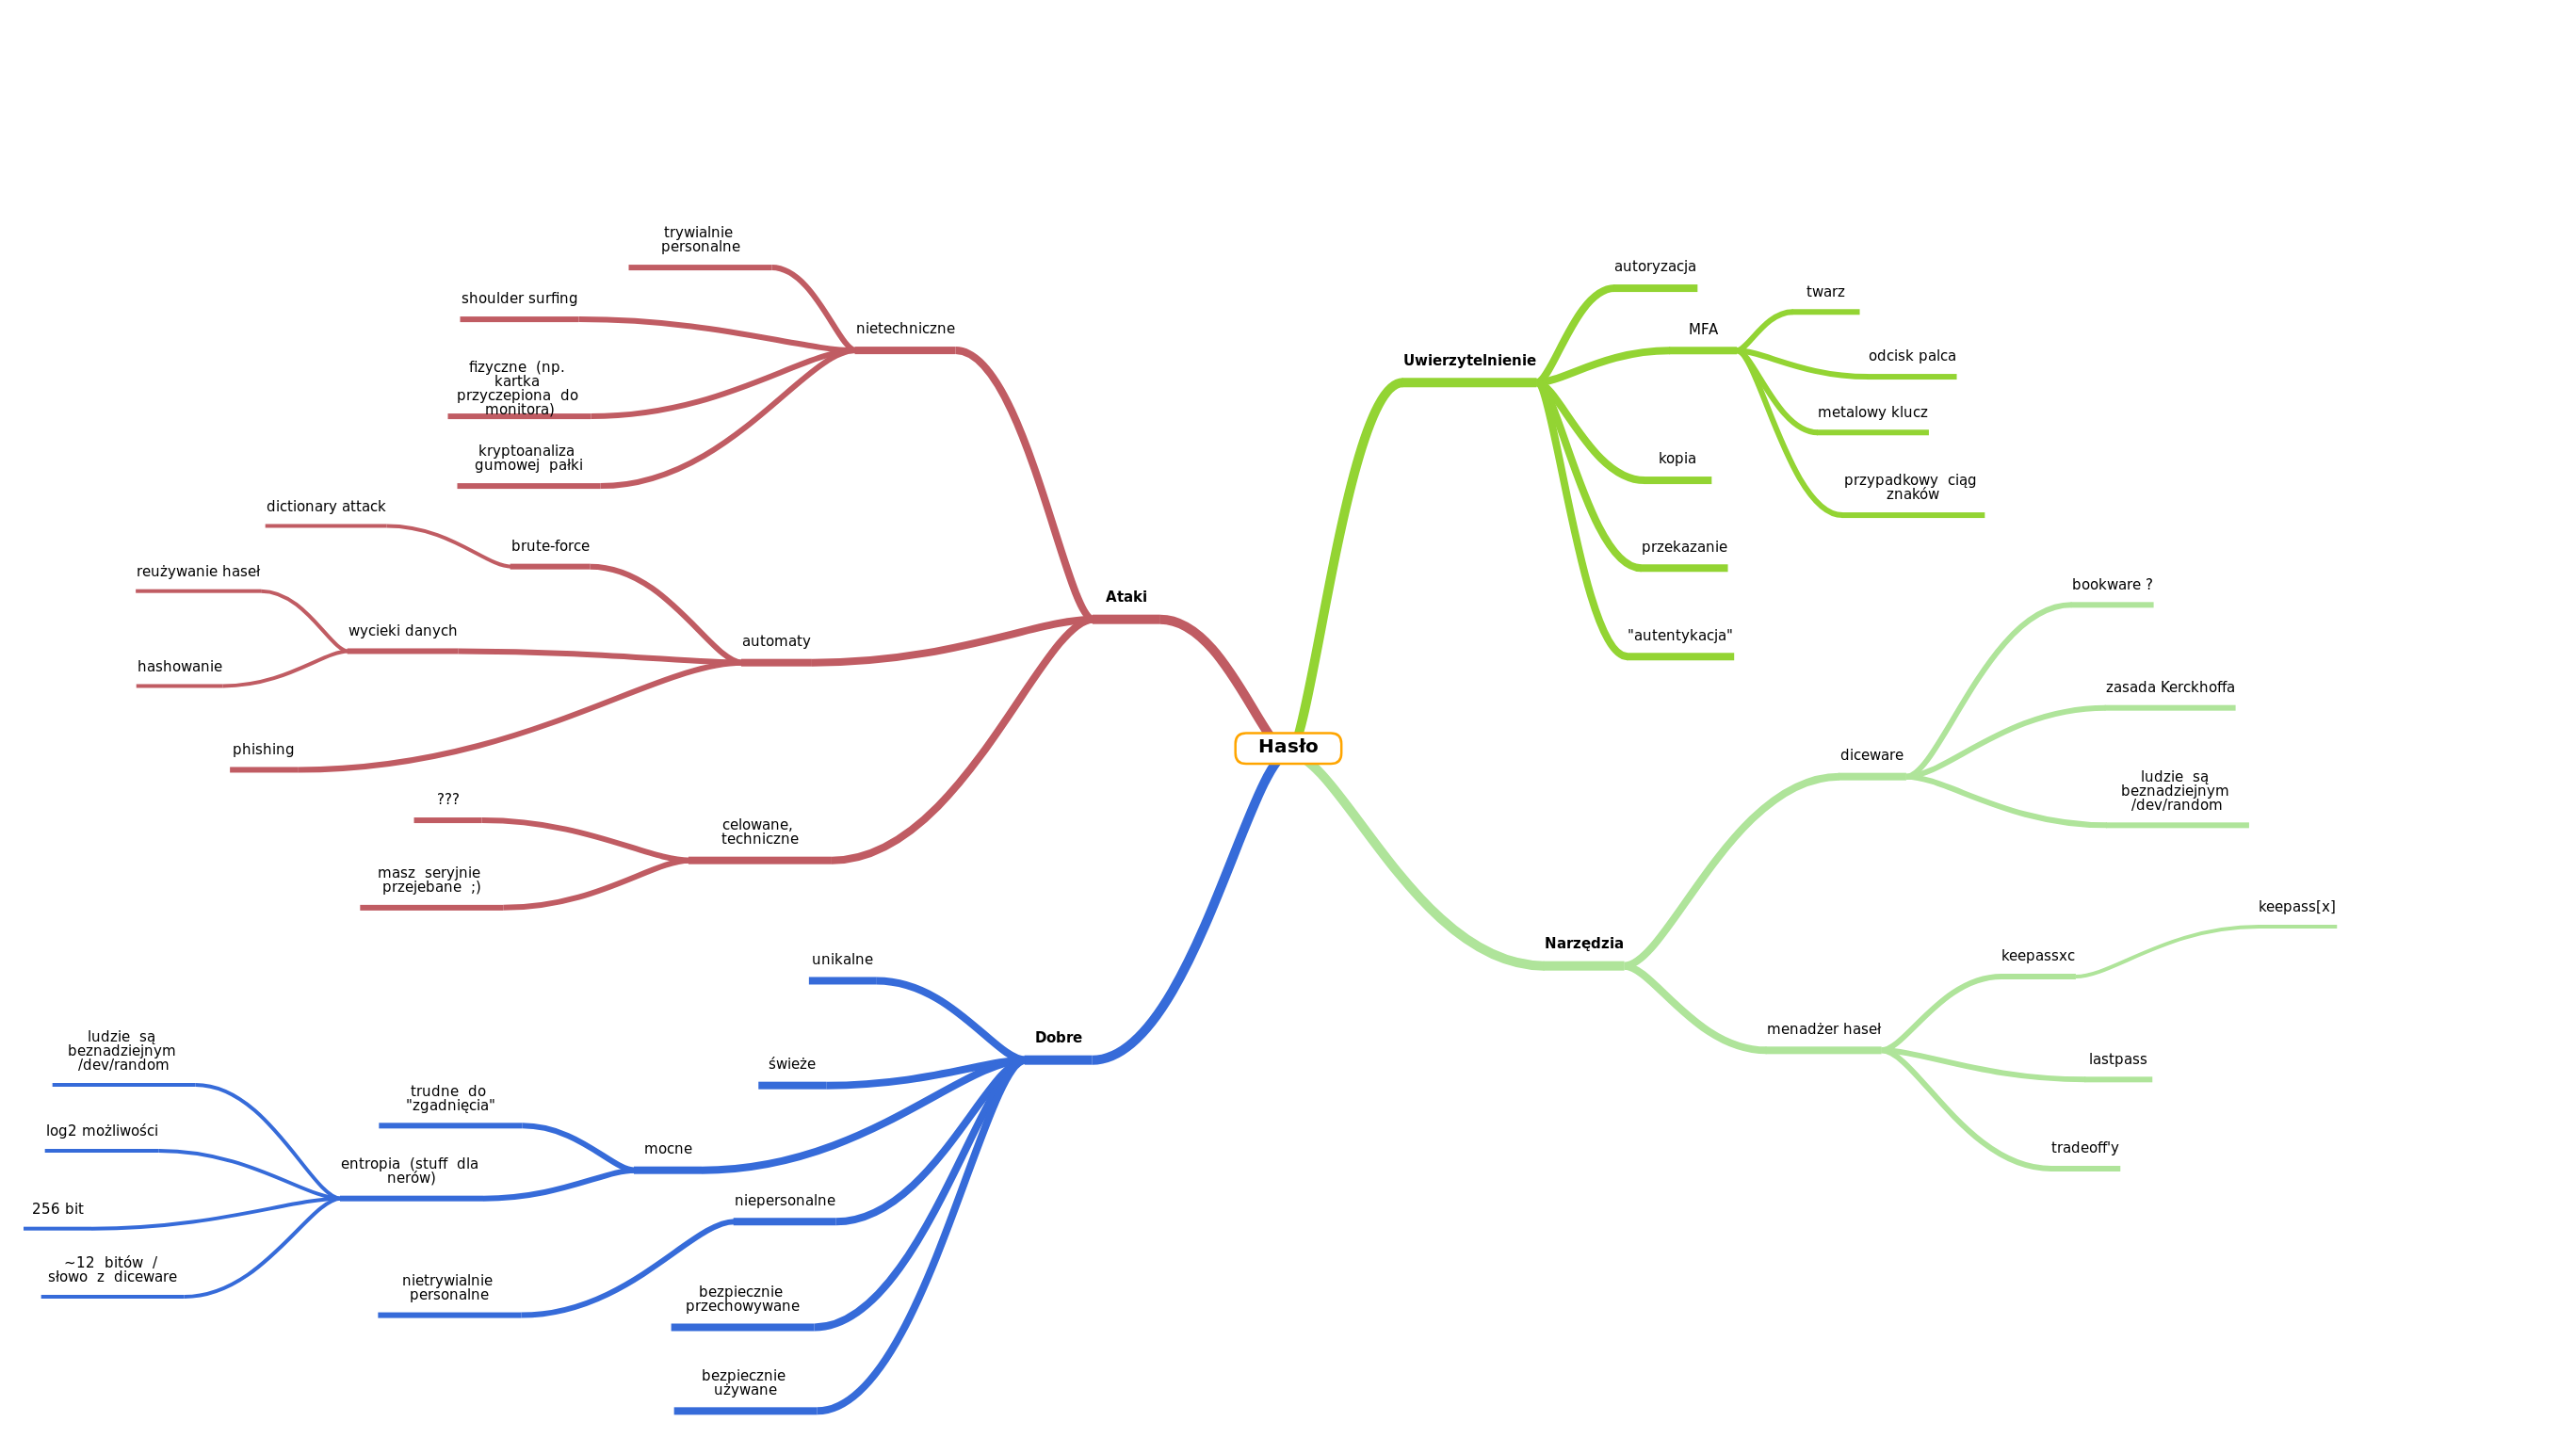 Hasło
Uwierzytelnienie
autoryzacja
MFA
twarz
odcisk palca
metalowy klucz
przypadkowy ciąg
znaków
kopia
przekazanie
"autentykacja"
Narzędzia
diceware
bookware ?
zasada Kerckhoffa
ludzie są
beznadziejnym
/dev/random
menadżer haseł
keepassxc
keepass[x]
lastpass
tradeoff'y
Ataki
nietechniczne
trywialnie
personalne
shoulder surfing
fizyczne (np.
kartka
przyczepiona do
monitora)
kryptoanaliza
gumowej pałki
automaty
brute-force
dictionary attack
wycieki danych
reużywanie haseł
hashowanie
phishing
celowane,
techniczne
???
masz seryjnie
przejebane ;)
Dobre
unikalne
świeże
mocne
trudne do
"zgadnięcia"
entropia (stuff dla
nerów)
ludzie są
beznadziejnym
/dev/random
log2 możliwości
256 bit
~12 bitów /
słowo z diceware
niepersonalne
nietrywialnie
personalne
bezpiecznie
przechowywane
bezpiecznie
używane